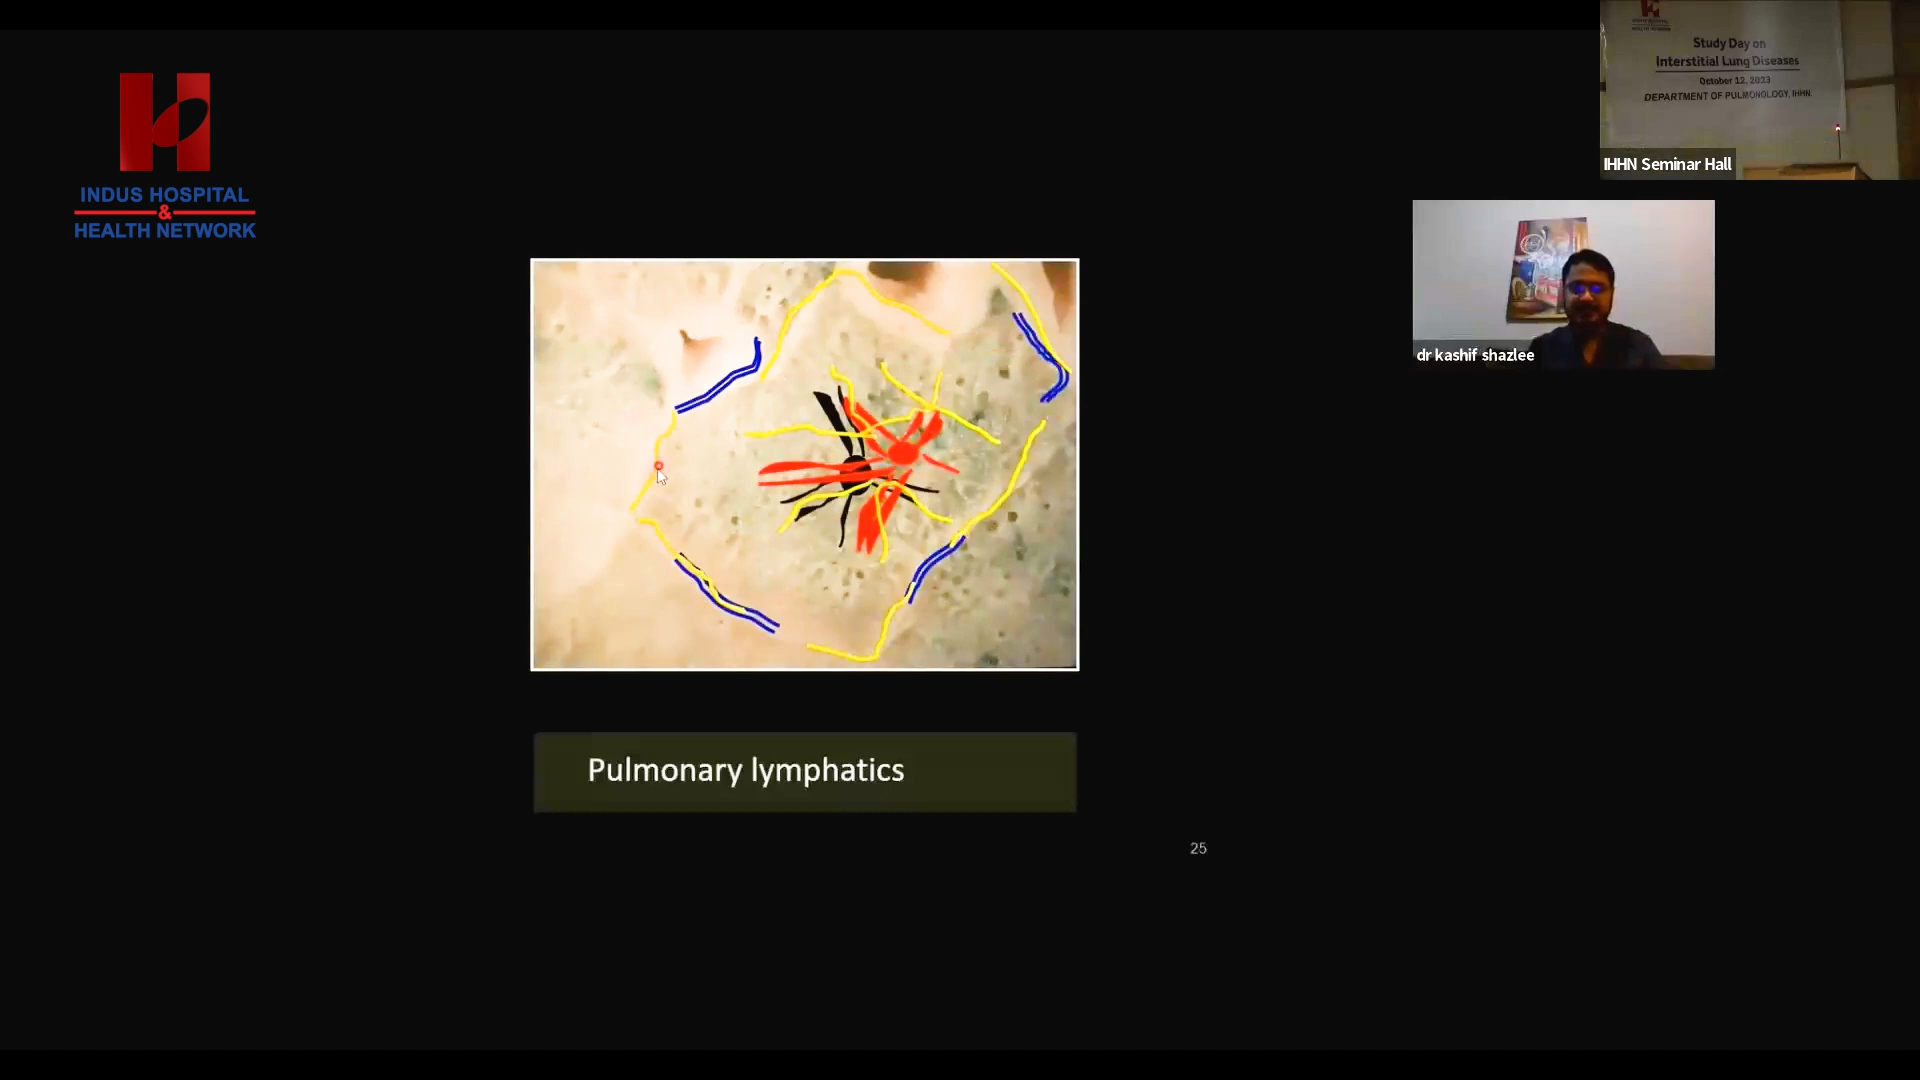 INDUS HOSPITAL
&
HEALTH NETWORK
Study Day on
Interstitial Lung Diseases
October 12, 2023
DEPARTMENT OF PULMONOLOGY, IHHN.
IHHN Seminar Hall
dr kashif shazlee
Pulmonary lymphatics
25